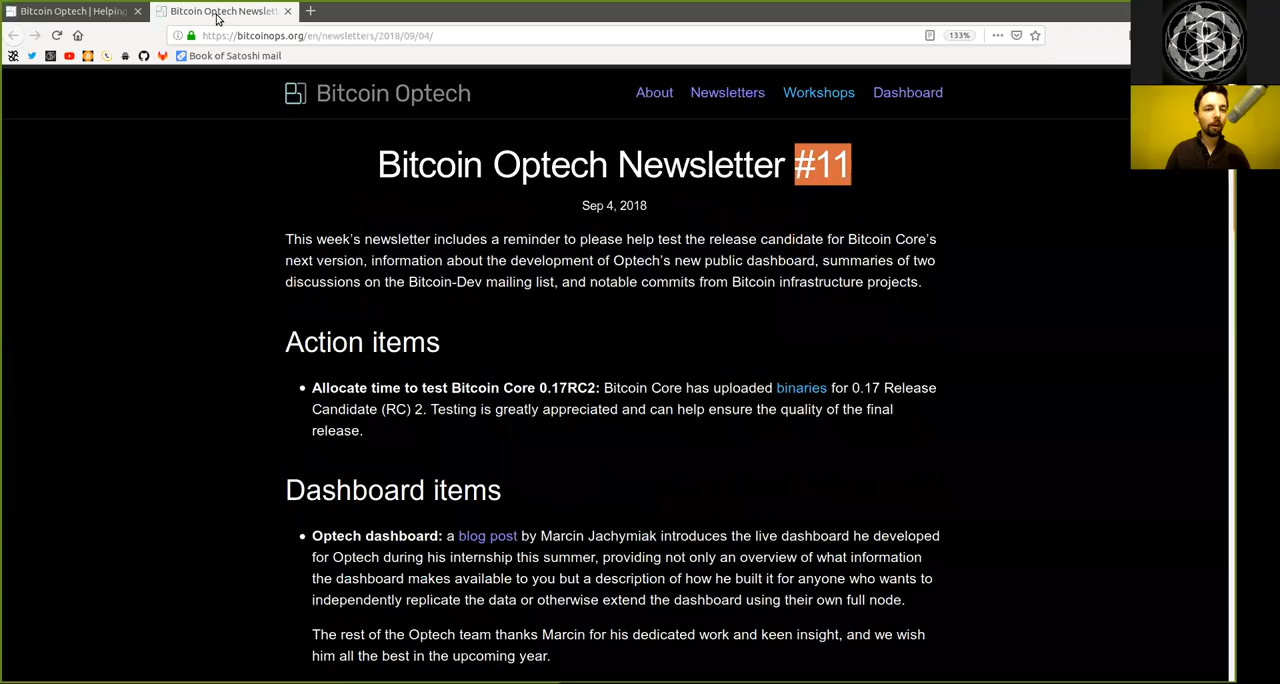 Bitcoin Optech | Helping
Bitcoin Optech Newslett
https://bitcoinops.org/en/newsletters/2018/09/04/
133%
Book of Satoshi mail
Bitcoin Optech
About Newsletters Workshops Dashboard
Bitcoin Optech Newsletter #11
Sep 4, 2018
This week's newsletter includes a reminder to please help test the release candidate for Bitcoin Core's
next version, information about the development of Optech's new public dashboard, summaries of two
discussions on the Bitcoin-Dev mailing list, and notable commits from Bitcoin infrastructure projects.
Action items
• Allocate time to test Bitcoin Core 0.17RC2: Bitcoin Core has uploaded binaries for 0.17 Release
Candidate (RC) 2. Testing is greatly appreciated and can help ensure the quality of the final
release.
Dashboard items
• Optech dashboard: a blog post by Marcin Jachymiak introduces the live dashboard he developed
for Optech during his internship this summer, providing not only an overview of what information
the dashboard makes available to you but a description of how he built it for anyone who wants to
independently replicate the data or otherwise extend the dashboard using their own full node.
The rest of the Optech team thanks Marcin for his dedicated work and keen insight, and we wish
him all the best in the upcoming year.